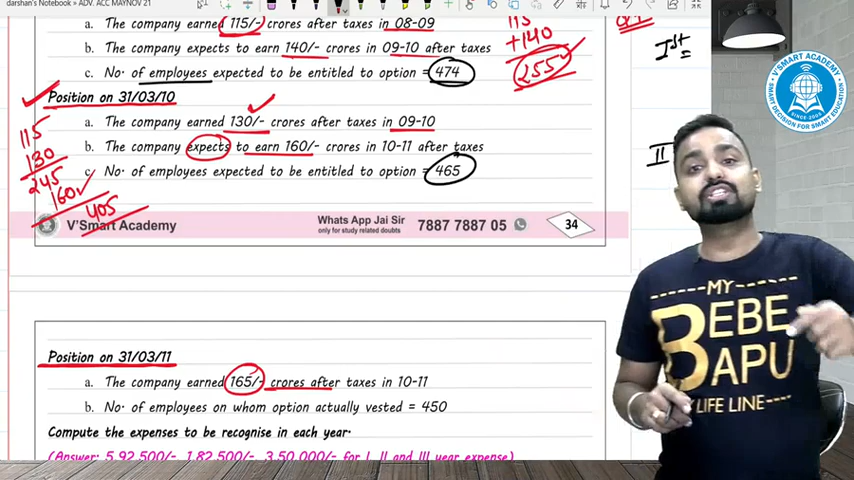 darshan's Notebook » ADV. ACC MAYNOV 21
a. The company earned 115/- crores after taxes in 08-09
115
+140
255
b. The company expects to earn 140/- crores in 09-10 after taxes
Ist
c. No. of employees expected to be entitled to option = 474
Position on 31/03/10
a. The company earned 130/- crores after taxes in 09-10
b. The company expects to earn 160/- crores in 10-11 after taxes
c. No. of employees expected to be entitled to option = 465
115
130
245
160
405
II
V'Smart Academy
Whats App Jai Sir
only for study related doubts
7887 7887 05
34
Position on 31/03/11
a. The company earned 165/- crores after taxes in 10-11
b. No. of employees on whom option actually vested = 450
Compute the expenses to be recognise in each year.
(Answer: 5,92,500/-, 1,82,500/-, 3,50,000/- for I, II and III year expense)
V'SMART ACADEMY
SMART DECISION FOR SMART EDUCATION
SINCE-2003
MY
BEBE
BAPU
LIFE LINE